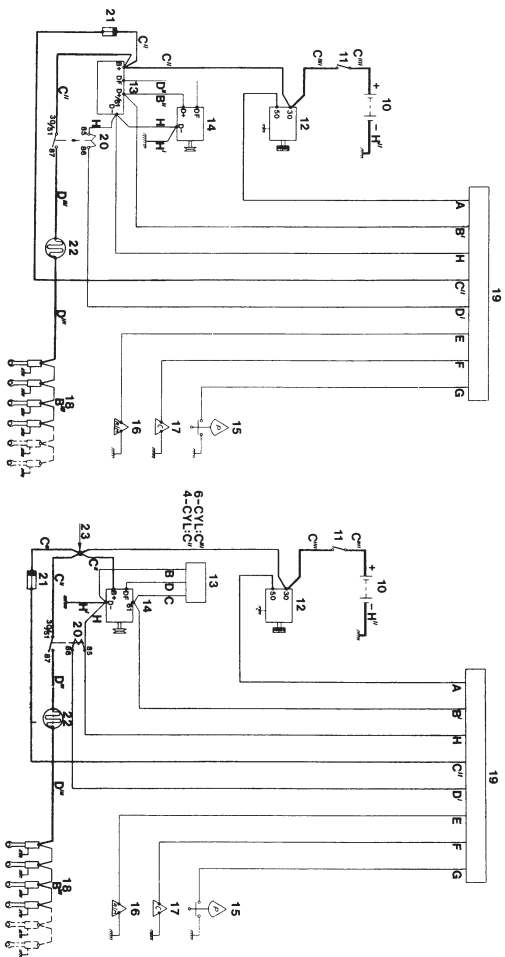 21
C"
C"
C""
11
C""
+
10
− H"
B+
DF
D+/61
13
D"
B"
D+
DF
14
D-
H
H'
H
50
30
12
C"
30/51
87
85
86
20
D"'
22
D"'
18
B"'
A
B'
H
C"
D'
E
F
G
19
16
C
17
P
15
6-CYL:C"'
4-CYL:C"
C""
11
C""
+
10
− H"
23
C"
C"
C"
21
B
D
C
13
B+
DF
61
D-
14
H'
H
50
30
12
30/51
87
20
85
86
D"'
22
D"'
18
B"'
A
B'
H
C"
D'
E
F
G
19
16
C
17
P
15